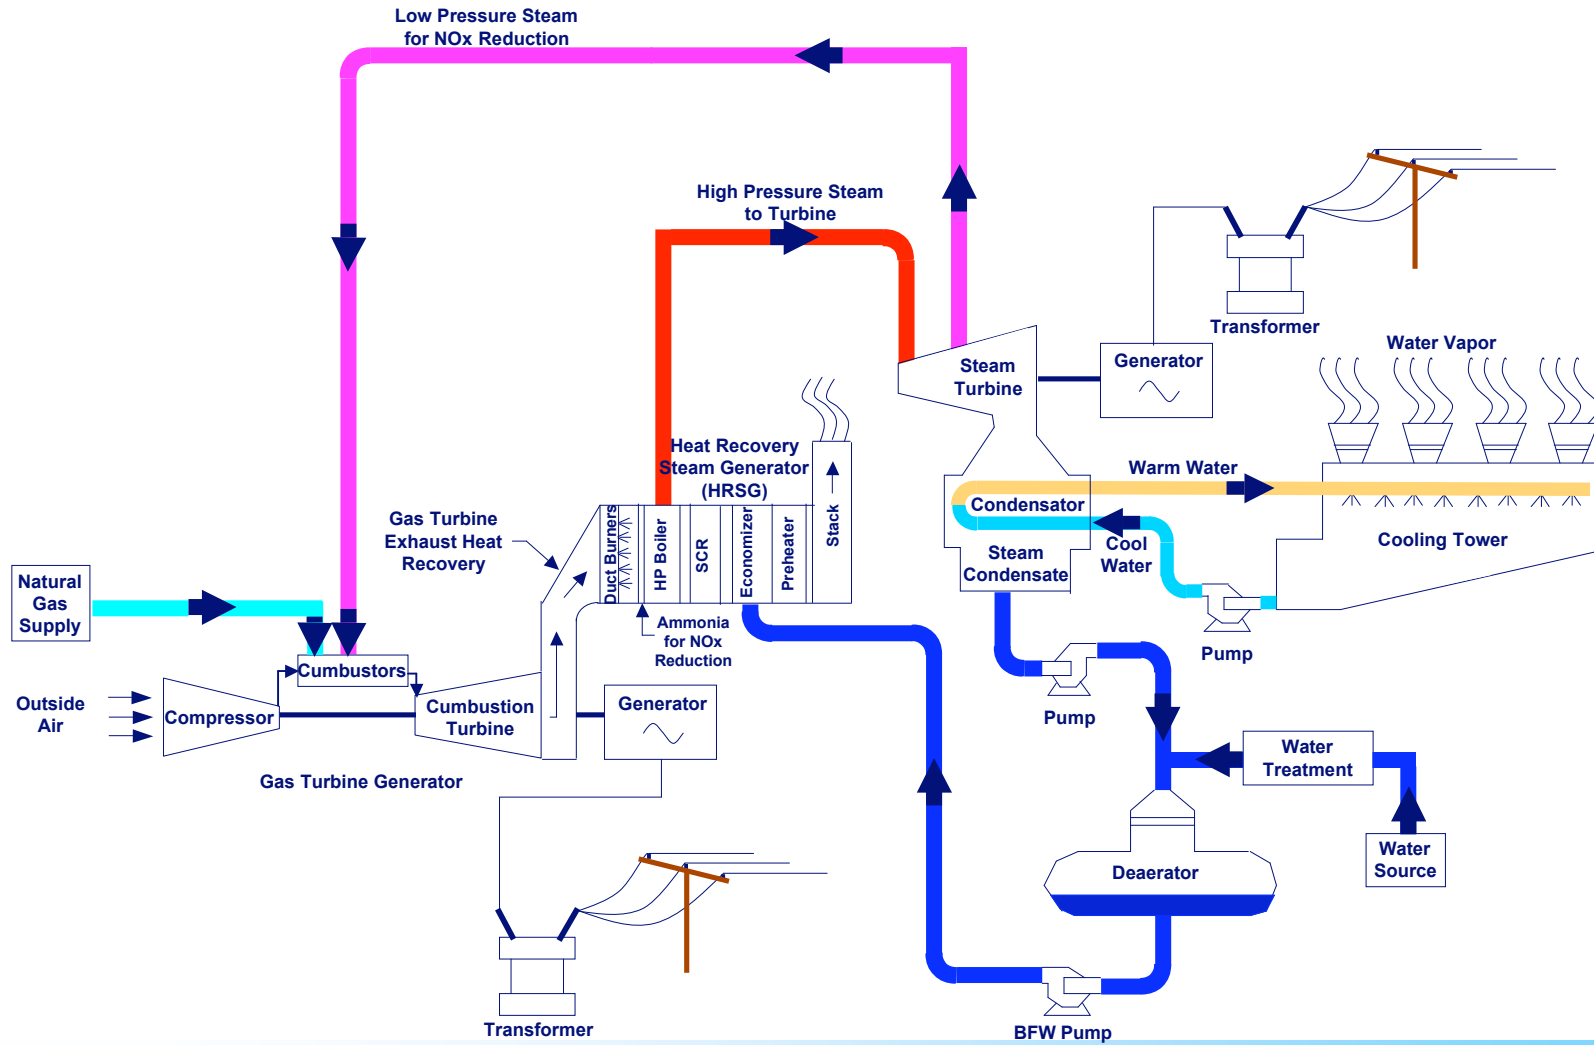 Low Pressure Steam
for NOx Reduction
High Pressure Steam
to Turbine
Transformer
Water Vapor
Steam
Turbine
Generator
Heat Recovery
Steam Generator
(HRSG)
Warm Water
Gas Turbine
Exhaust Heat
Recovery
Duct Burners
HP Boiler
SCR
Economizer
Preheater
Stack
Condensator
Cool
Water
Cooling Tower
Steam
Condensate
Natural
Gas
Supply
Ammonia
for NOx
Reduction
Pump
Cumbustors
Outside
Air
Compressor
Cumbustion
Turbine
Generator
Pump
Gas Turbine Generator
Water
Treatment
Water
Source
Deaerator
Transformer
BFW Pump